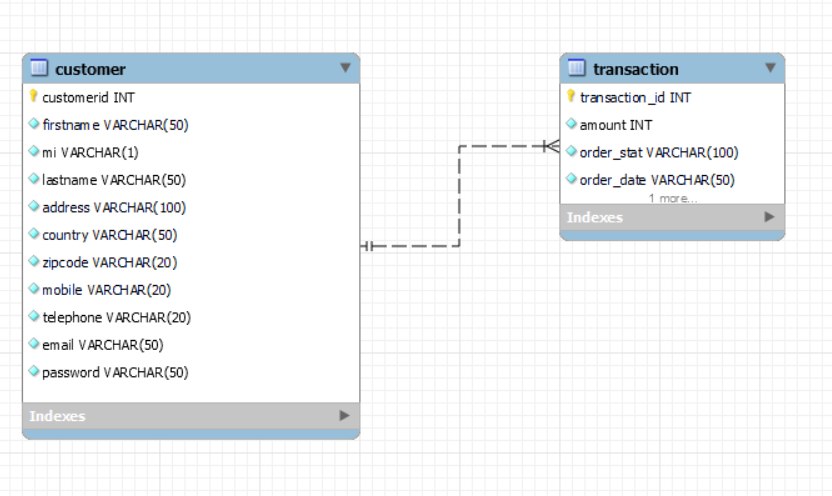 customer
customerid INT
firstname VARCHAR(50)
mi VARCHAR(1)
lastname VARCHAR(50)
address VARCHAR(100)
country VARCHAR(50)
zipcode VARCHAR(20)
mobile VARCHAR(20)
telephone VARCHAR(20)
email VARCHAR(50)
password VARCHAR(50)
Indexes
transaction
transaction_id INT
amount INT
order_stat VARCHAR(100)
order_date VARCHAR(50)
1 more...
Indexes